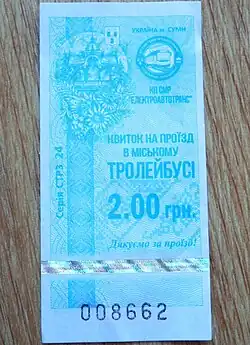 УКРАЇНА м. СУМИ
КП СМР
"ЕЛЕКТРОАВТОТРАНС"
КВИТОК НА ПРОЇЗД
В МІСЬКОМУ
ТРОЛЕЙБУСІ
2.00 грн.
Дякуємо за проїзд!
Серія СТРЗ 24
008662